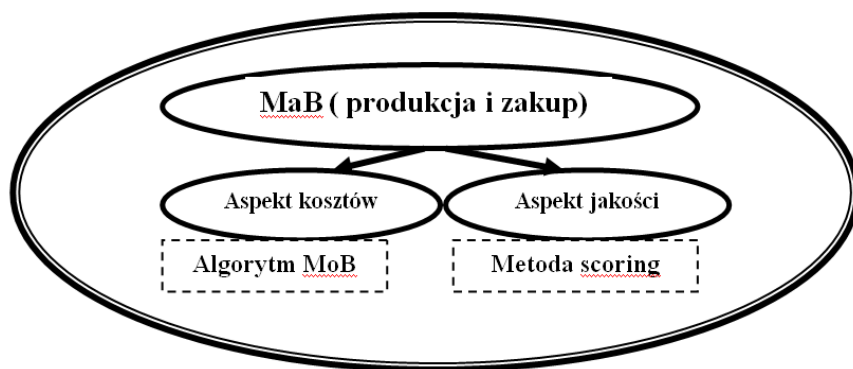 MaB ( produkcja i zakup)
Aspekt kosztów
Aspekt jakości
Algorytm MoB
Metoda scoring